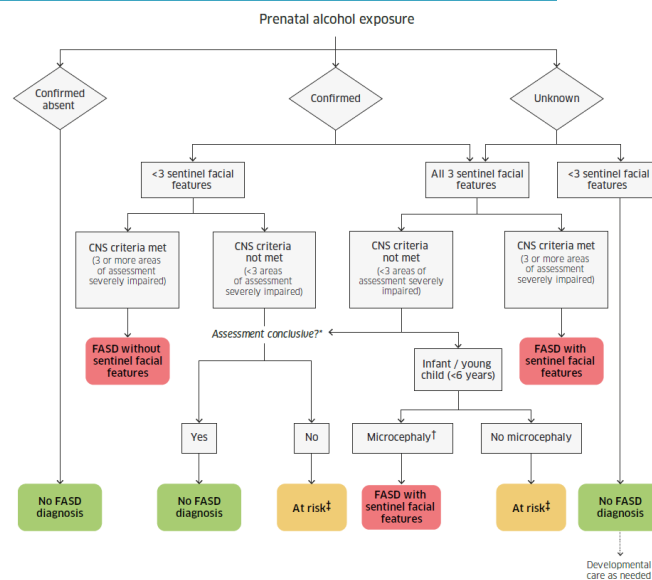 Prenatal alcohol exposure
Confirmed
absent
Confirmed
Unknown
<3 sentinel facial
features
All 3 sentinel facial
features
<3 sentinel facial
features
CNS criteria met
(3 or more areas
of assessment
severely impaired)
CNS criteria
not met
(<3 areas
of assessment
severely impaired)
CNS criteria
not met
(<3 areas of
assessment severely
impaired)
CNS criteria met
(3 or more areas
of assessment
severely impaired)
FASD without
sentinel facial
features
Assessment conclusive?*
FASD with
sentinel facial
features
Infant / young
child (<6 years)
Yes
No
Microcephaly†
No microcephaly
No FASD
diagnosis
No FASD
diagnosis
At risk‡
FASD with
sentinel facial
features
At risk‡
No FASD
diagnosis
Developmental
care as needed